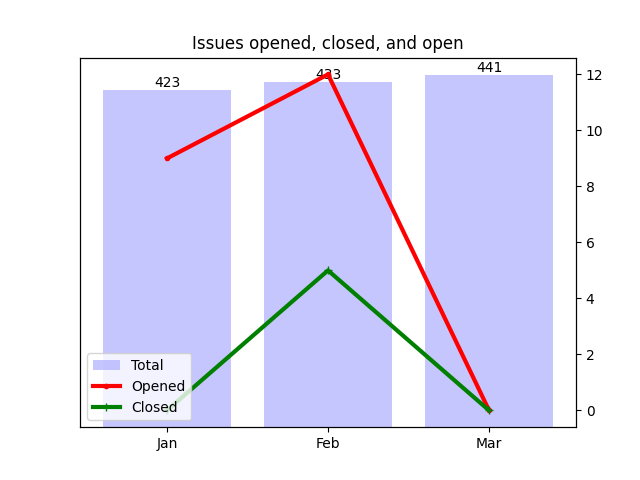 Issues opened, closed, and open
423
433
441
12
10
8
6
4
2
0
Total
Opened
Closed
Jan
Feb
Mar